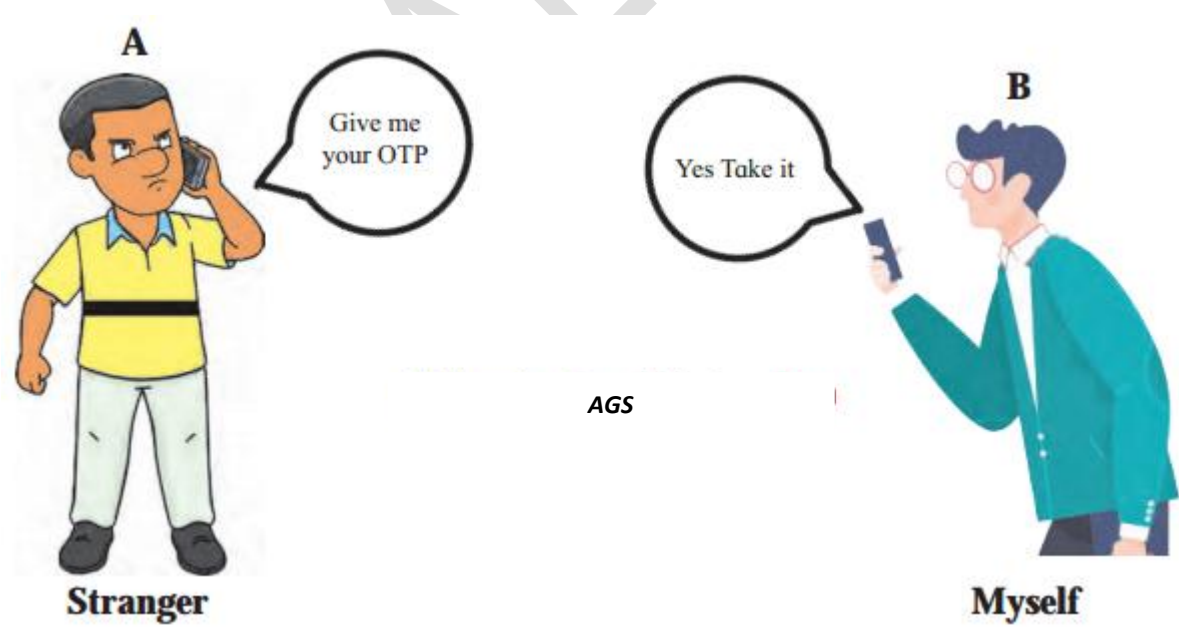 A
B
Give me
your OTP
Yes Take it
AGS
Stranger
Myself